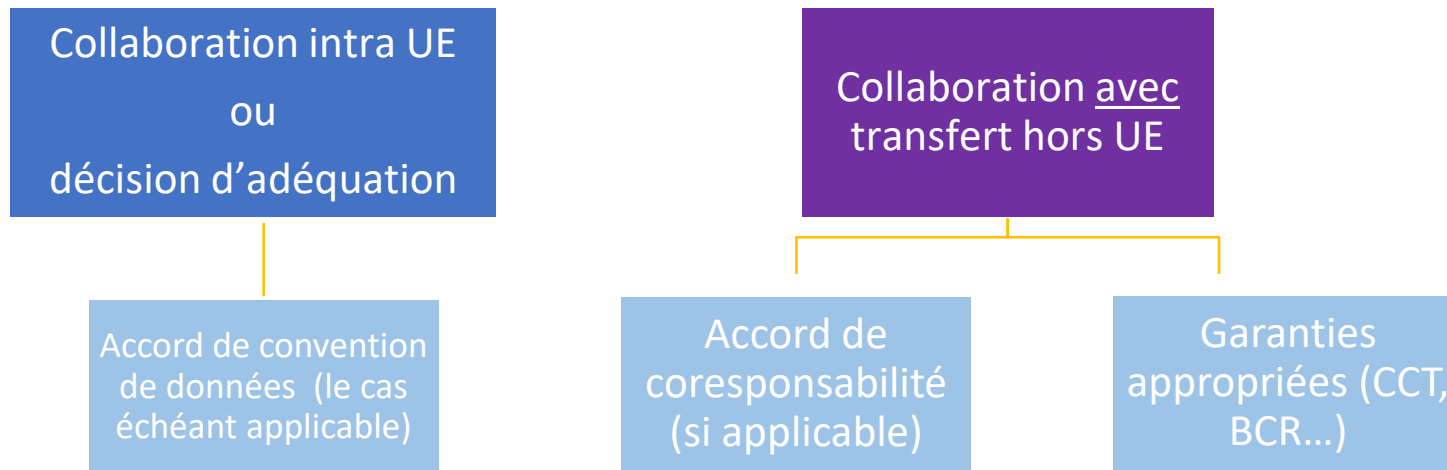 Collaboration intra UE
ou
décision d’adéquation
Collaboration avec
transfert hors UE
Accord de convention
de données (le cas
échéant applicable)
Accord de
coresponsabilité
(si applicable)
Garanties
appropriées (CCT,
BCR...)